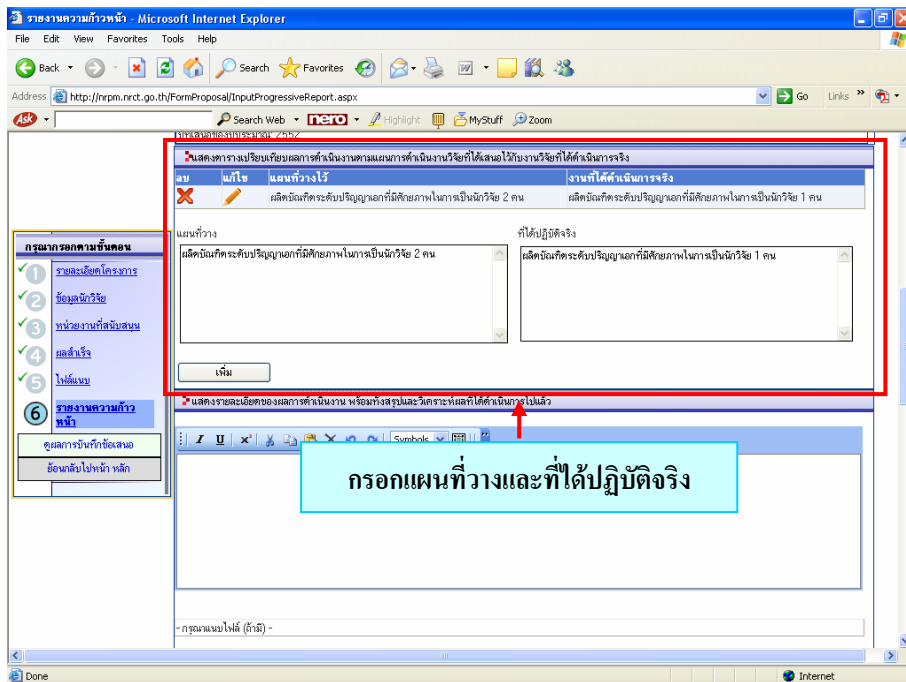 รายงานความก้าวหน้า - Microsoft Internet Explorer
File Edit View Favorites Tools Help
Back Search Favorites
Address http://nrpm.nrct.go.th/FormProposal/InputProgressiveReport.aspx Go Links »
Ask Search Web nero Highlight MyStuff Zoom
ปีที่เสนอของบประมาณ: 2552
แสดงตารางเปรียบเทียบผลการดำเนินงานตามแผนการดำเนินงานวิจัยที่ได้เสนอไว้กับงานวิจัยที่ได้ดำเนินการจริง
ลบ แก้ไข แผนที่วางไว้ งานที่ได้ดำเนินการจริง
ผลิตบัณฑิตระดับปริญญาเอกที่มีศักยภาพในการเป็นนักวิจัย 2 คน ผลิตบัณฑิตระดับปริญญาเอกที่มีศักยภาพในการเป็นนักวิจัย 1 คน
แผนที่วาง ที่ได้ปฏิบัติจริง
ผลิตบัณฑิตระดับปริญญาเอกที่มีศักยภาพในการเป็นนักวิจัย 2 คน ผลิตบัณฑิตระดับปริญญาเอกที่มีศักยภาพในการเป็นนักวิจัย 1 คน
เพิ่ม
กรุณากรอกตามขั้นตอน
1 รายละเอียดโครงการ
2 ข้อมูลนักวิจัย
3 หน่วยงานที่สนับสนุน
4 ผลสำเร็จ
5 ไฟล์แนบ
6 รายงานความก้าว
หน้า
ดูผลการบันทึกข้อเสนอ
ย้อนกลับไปหน้า หลัก
แสดงรายละเอียดของผลการดำเนินงาน พร้อมทั้งสรุปและวิเคราะห์ผลที่ได้ดำเนินการไปแล้ว
I U x² Symbols
กรอกแผนที่วางและที่ได้ปฏิบัติจริง
- กรุณาแนบไฟล์ (ถ้ามี) -
Done Internet